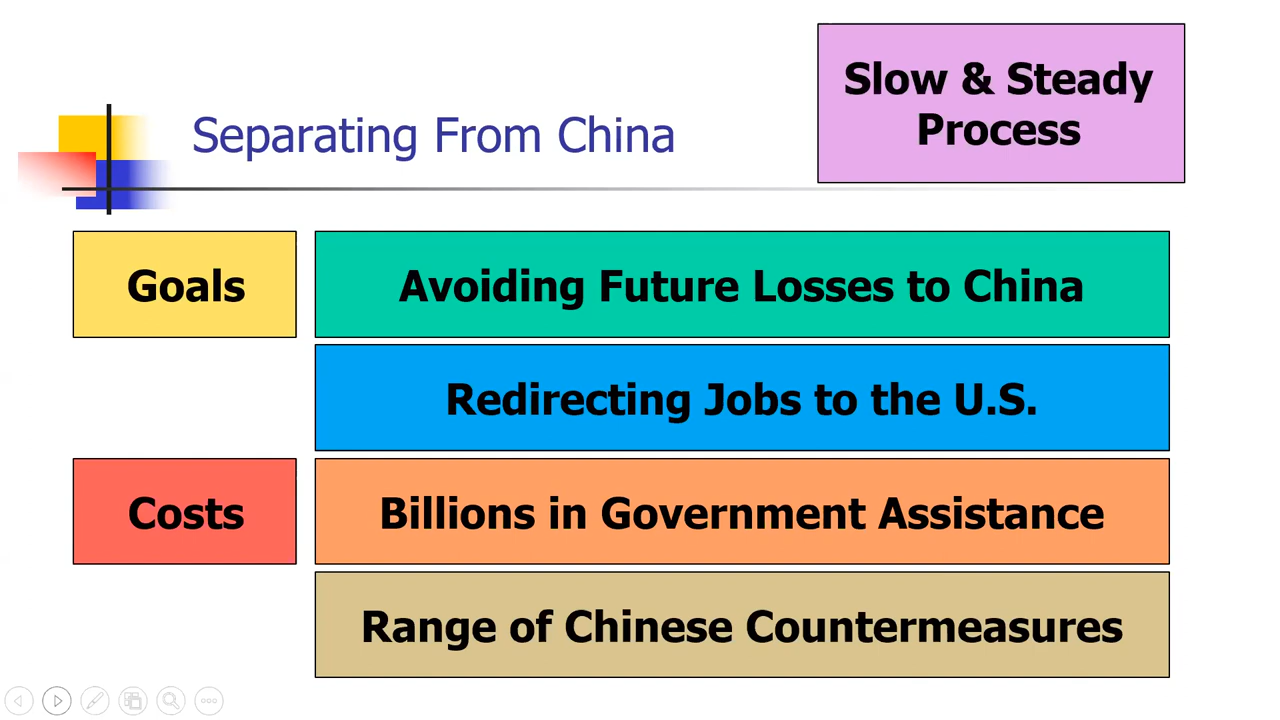 Slow & Steady
Process
Separating From China
Goals
Avoiding Future Losses to China
Redirecting Jobs to the U.S.
Costs
Billions in Government Assistance
Range of Chinese Countermeasures